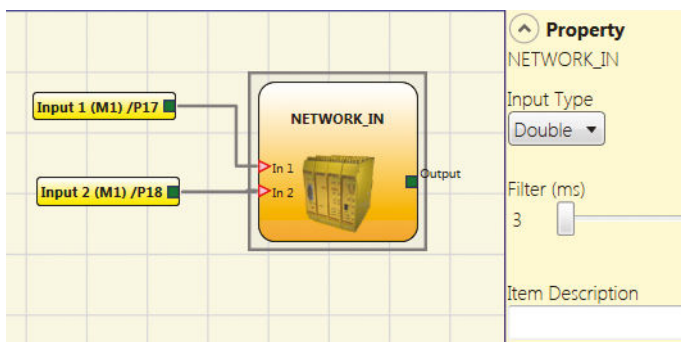 Input 1 (M1) /P17
Input 2 (M1) /P18
NETWORK_IN
In 1
In 2
Output
Property
NETWORK_IN
Input Type
Double
Filter (ms)
3
Item Description